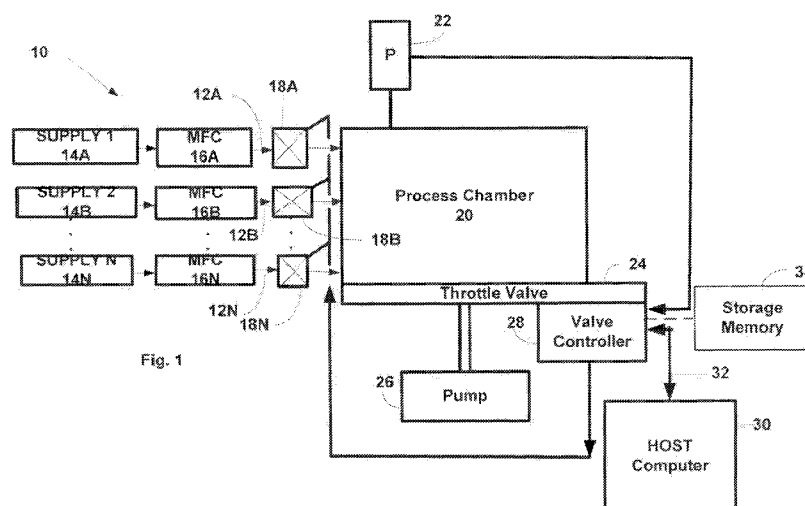 22
10
P
18A
12A
SUPPLY 1
14A
MFC
16A
Process Chamber
20
SUPPLY 2
14B
MFC
16B
12B
18B
SUPPLY N
14N
MFC
16N
12N
18N
24
Throttle Valve
28
Valve
Controller
Storage
Memory
Fig. 1
26
Pump
32
HOST
Computer
30